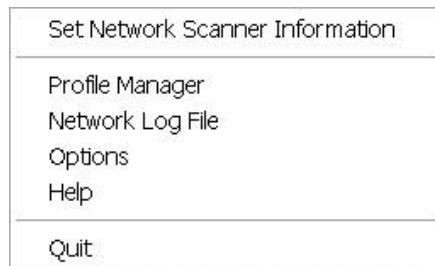 Set Network Scanner Information
Profile Manager
Network Log File
Options
Help
Quit